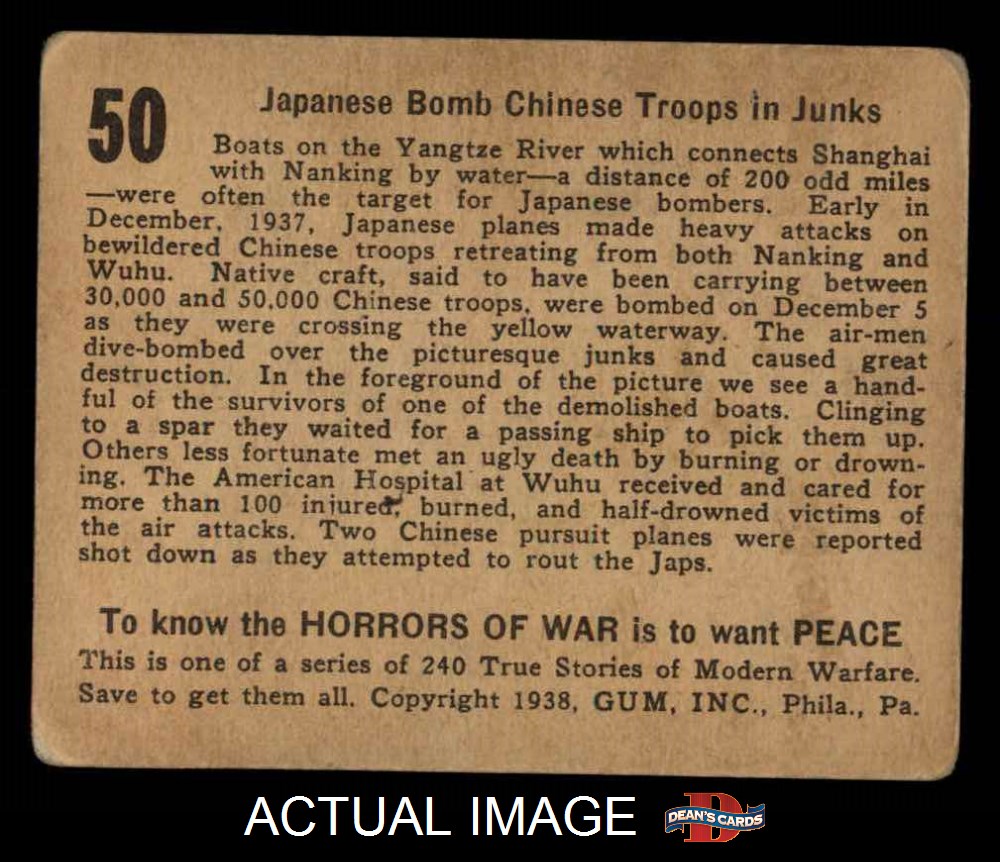 50
Japanese Bomb Chinese Troops in Junks
Boats on the Yangtze River which connects Shanghai
with Nanking by water—a distance of 200 odd miles
—were often the target for Japanese bombers. Early in
December, 1937, Japanese planes made heavy attacks on
bewildered Chinese troops retreating from both Nanking and
Wuhu. Native craft, said to have been carrying between
30,000 and 50,000 Chinese troops, were bombed on December 5
as they were crossing the yellow waterway. The air-men
dive-bombed over the picturesque junks and caused great
destruction. In the foreground of the picture we see a hand-
ful of the survivors of one of the demolished boats. Clinging
to a spar they waited for a passing ship to pick them up.
Others less fortunate met an ugly death by burning or drown-
ing. The American Hospital at Wuhu received and cared for
more than 100 injured, burned, and half-drowned victims of
the air attacks. Two Chinese pursuit planes were reported
shot down as they attempted to rout the Japs.
To know the HORRORS OF WAR is to want PEACE
This is one of a series of 240 True Stories of Modern Warfare.
Save to get them all. Copyright 1938, GUM, INC., Phila., Pa.
ACTUAL IMAGE
D
DEAN'S CARDS